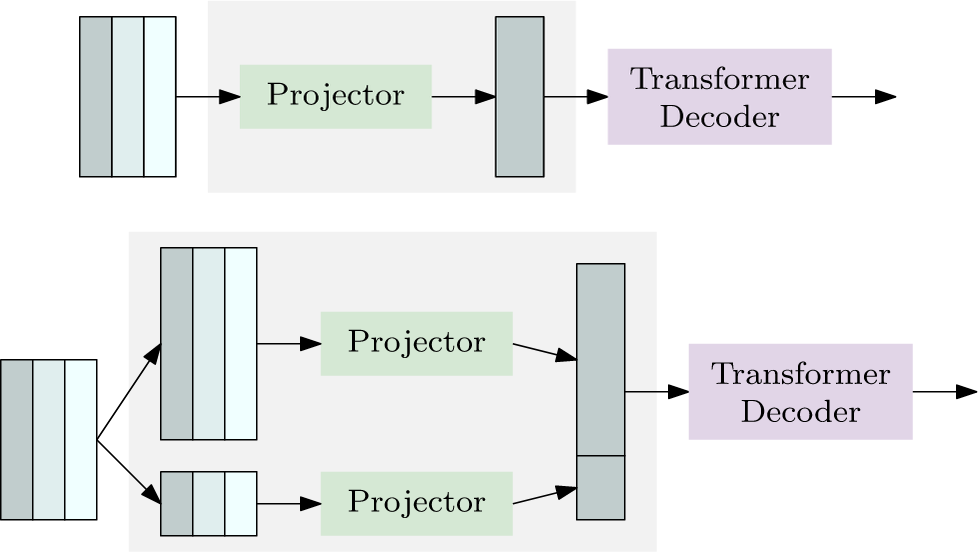 Projector
Transformer
Decoder
Projector
Transformer
Decoder
Projector